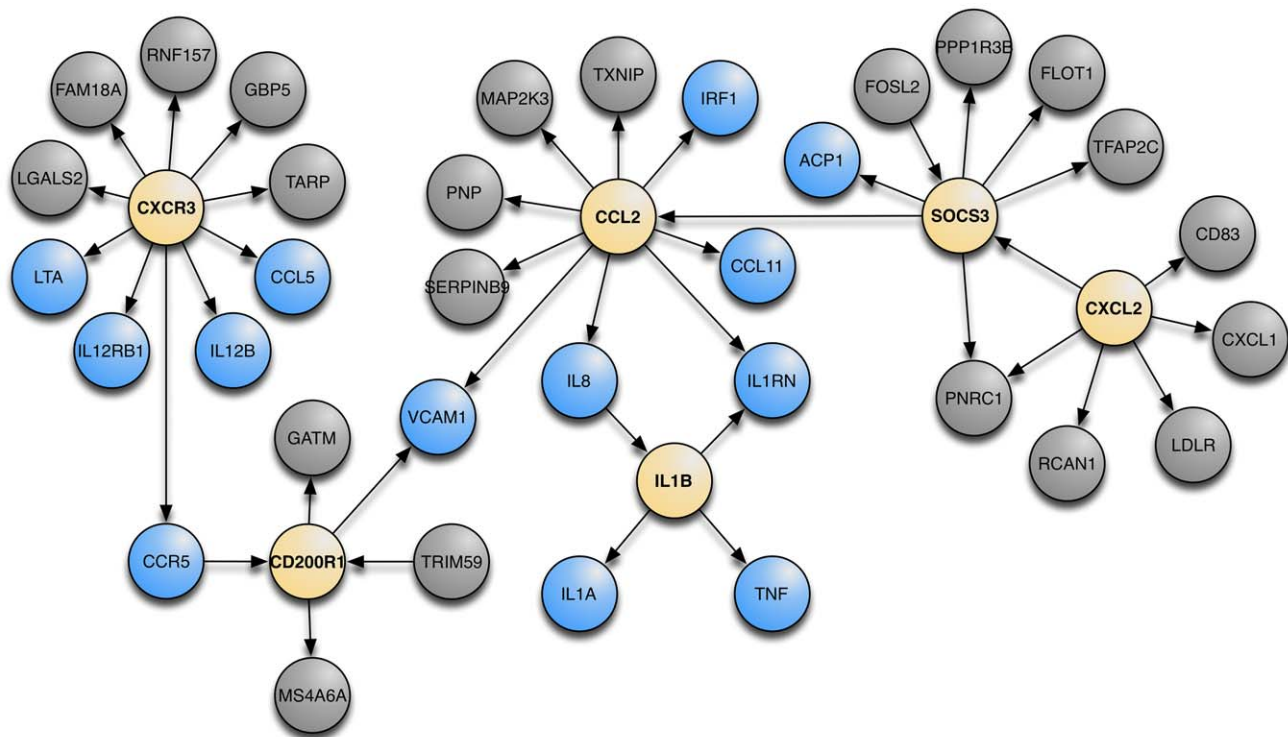 RNF157
FAM18A
GBP5
LGALS2
TARP
CXCR3
LTA
CCL5
IL12RB1
IL12B
TXNIP
MAP2K3
IRF1
PNP
CCL2
SERPINB9
CCL11
IL8
IL1RN
VCAM1
IL1B
IL1A
TNF
GATM
CCR5
CD200R1
TRIM59
MS4A6A
PPP1R3B
FOSL2
FLOT1
ACP1
TFAP2C
SOCS3
CD83
CXCL2
CXCL1
PNRC1
RCAN1
LDLR